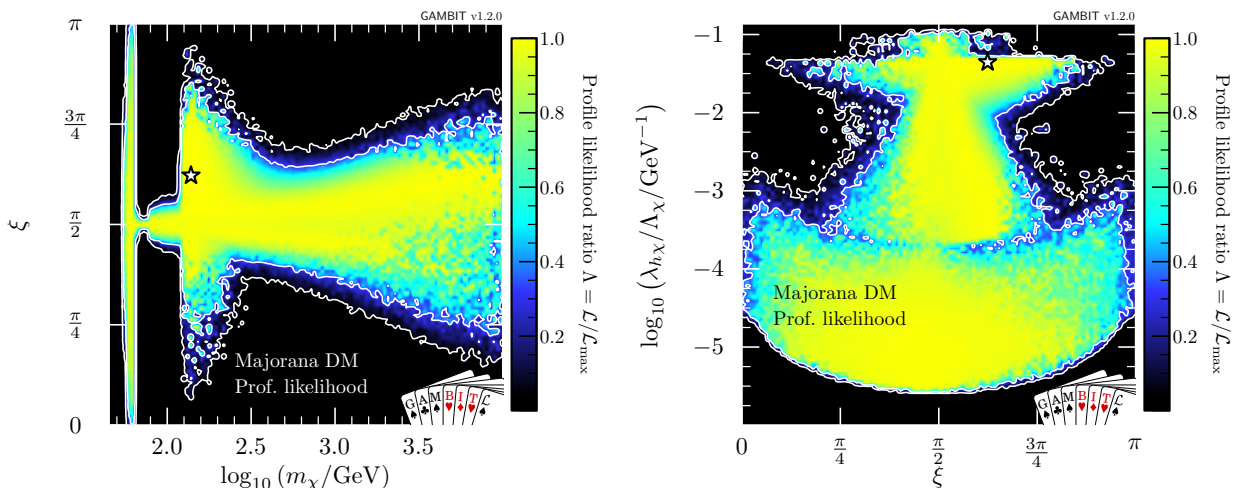 GAMBIT v1.2.0
π
3π/4
π/2
π/4
0
ξ
2.0 2.5 3.0 3.5
log₁₀ (mχ/GeV)
Majorana DM
Prof. likelihood
GAMBIT L
1.0
0.8
0.6
0.4
0.2
Profile likelihood ratio Λ = ℒ/ℒmax
GAMBIT v1.2.0
−1
−2
−3
−4
−5
log₁₀ (λhχ/Λχ/GeV⁻¹)
Majorana DM
Prof. likelihood
GAMBIT L
0 π/4 π/2 3π/4 π
ξ
1.0
0.8
0.6
0.4
0.2
Profile likelihood ratio Λ = ℒ/ℒmax